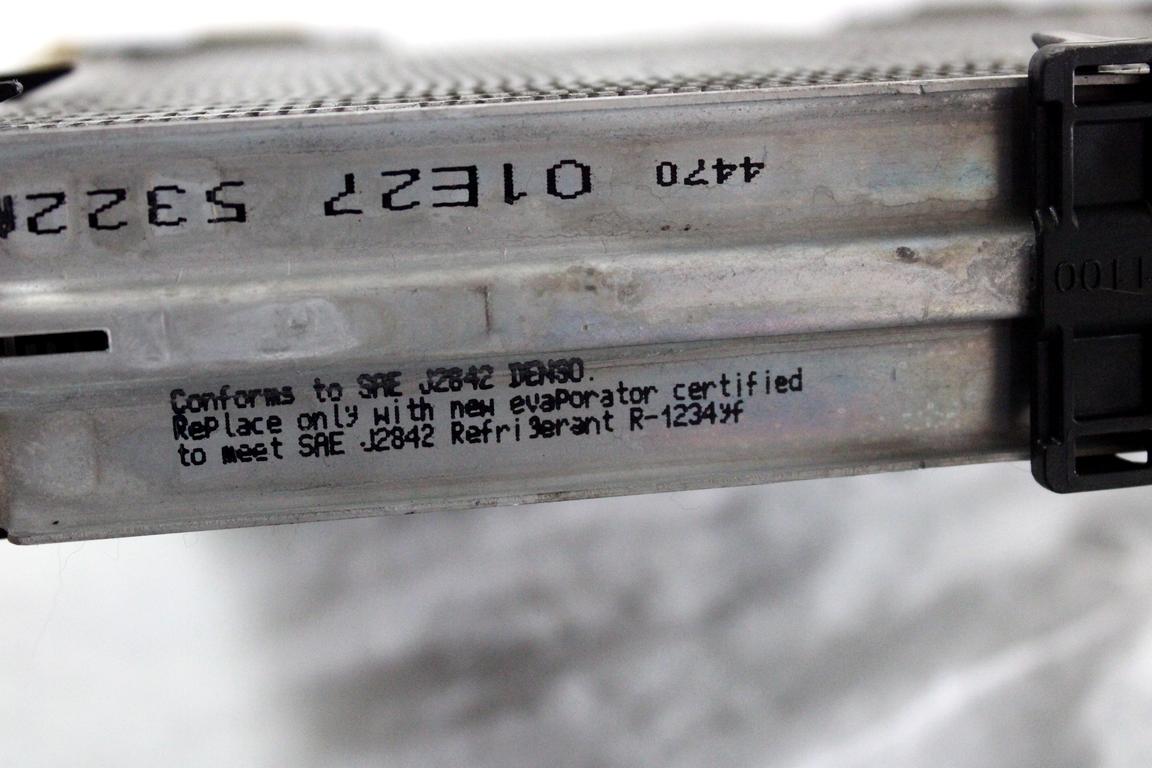 4470 01E27 5322
Conforms to SAE J2842 DENSO.
Replace only with new evaporator certified
to meet SAE J2842 Refrigerant R-1234yf